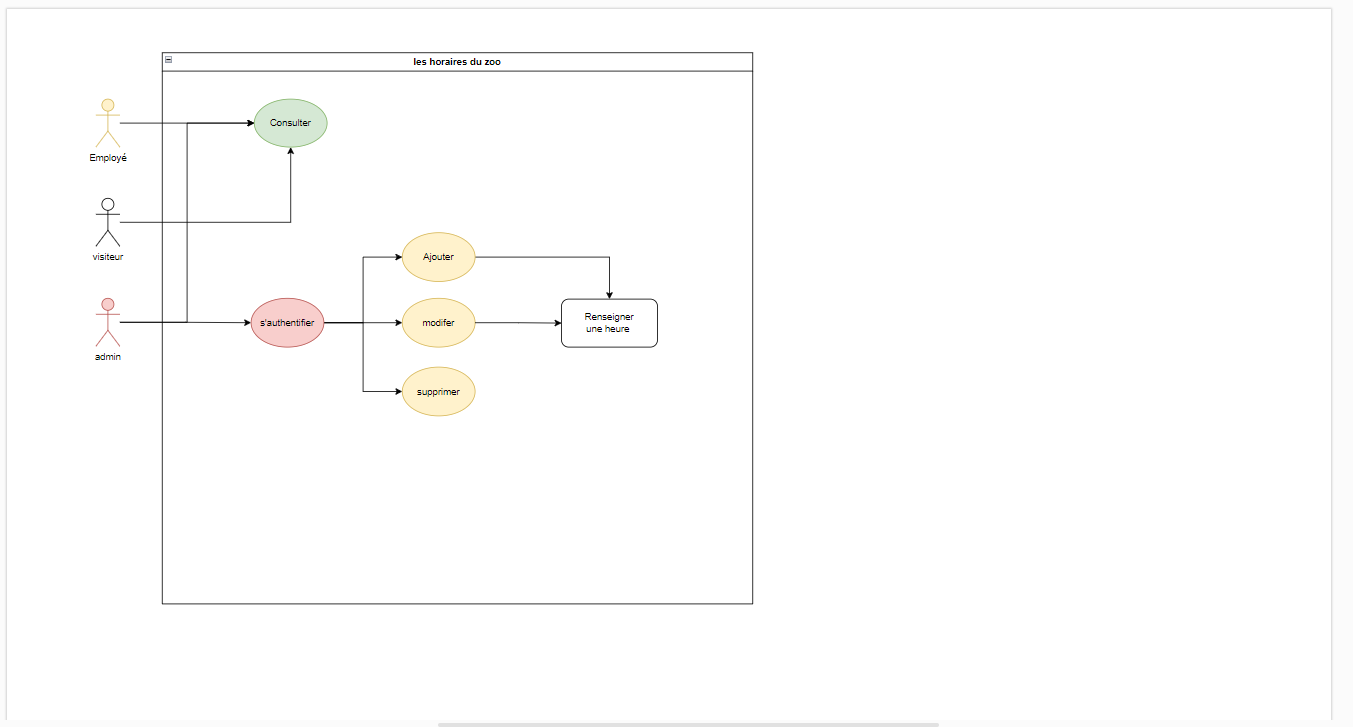 les horaires du zoo
Consulter
Employé
visiteur
Ajouter
admin
s'authentifier
modifer
Renseigner
une heure
supprimer